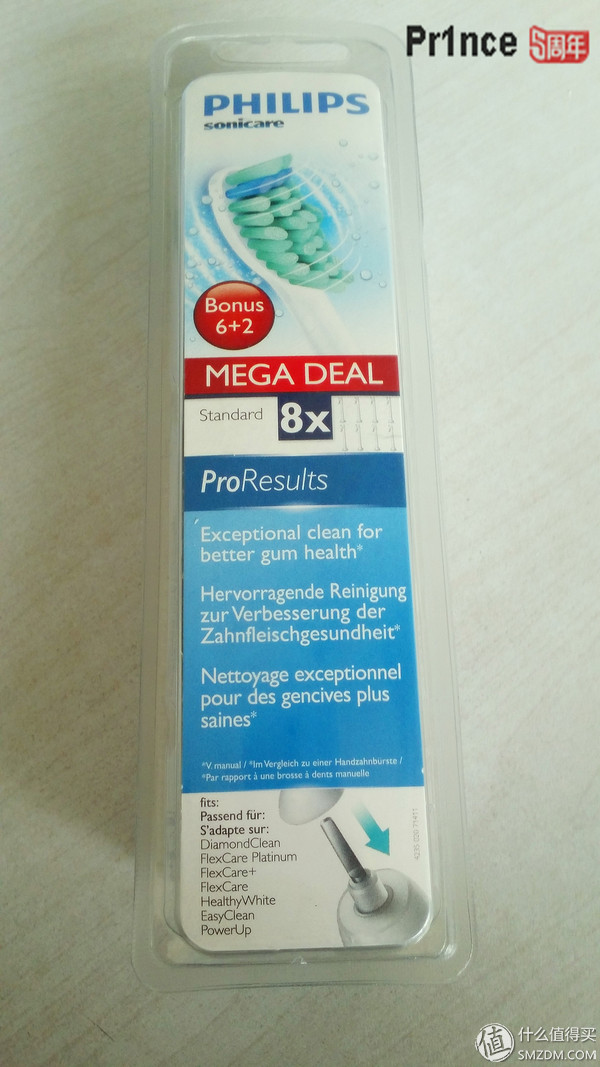 Pr1nce 5周年
PHILIPS
sonicare
Bonus
6+2
MEGA DEAL
Standard 8x
ProResults
Exceptional clean for
better gum health*
Hervorragende Reinigung
zur Verbesserung der
Zahnfleischgesundheit*
Nettoyage exceptionnel
pour des gencives plus
saines*
*V. manual / *Im Vergleich zu einer Handzahnbürste /
*Par rapport à une brosse à dents manuelle
fits:
Passend für:
S'adapte sur:
DiamondClean
FlexCare Platinum
FlexCare+
FlexCare
HealthyWhite
EasyClean
PowerUp
值 什么值得买
SMZDM.COM